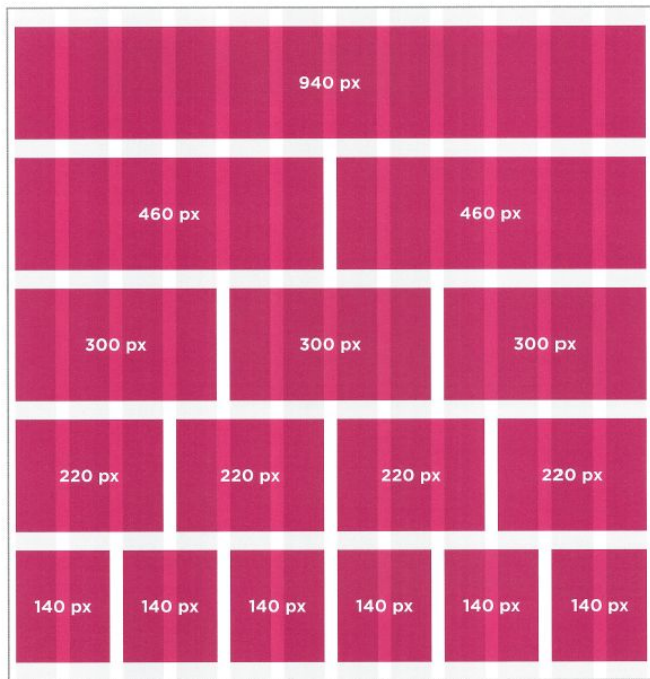 940 px
460 px 460 px
300 px 300 px 300 px
220 px 220 px 220 px 220 px
140 px 140 px 140 px 140 px 140 px 140 px